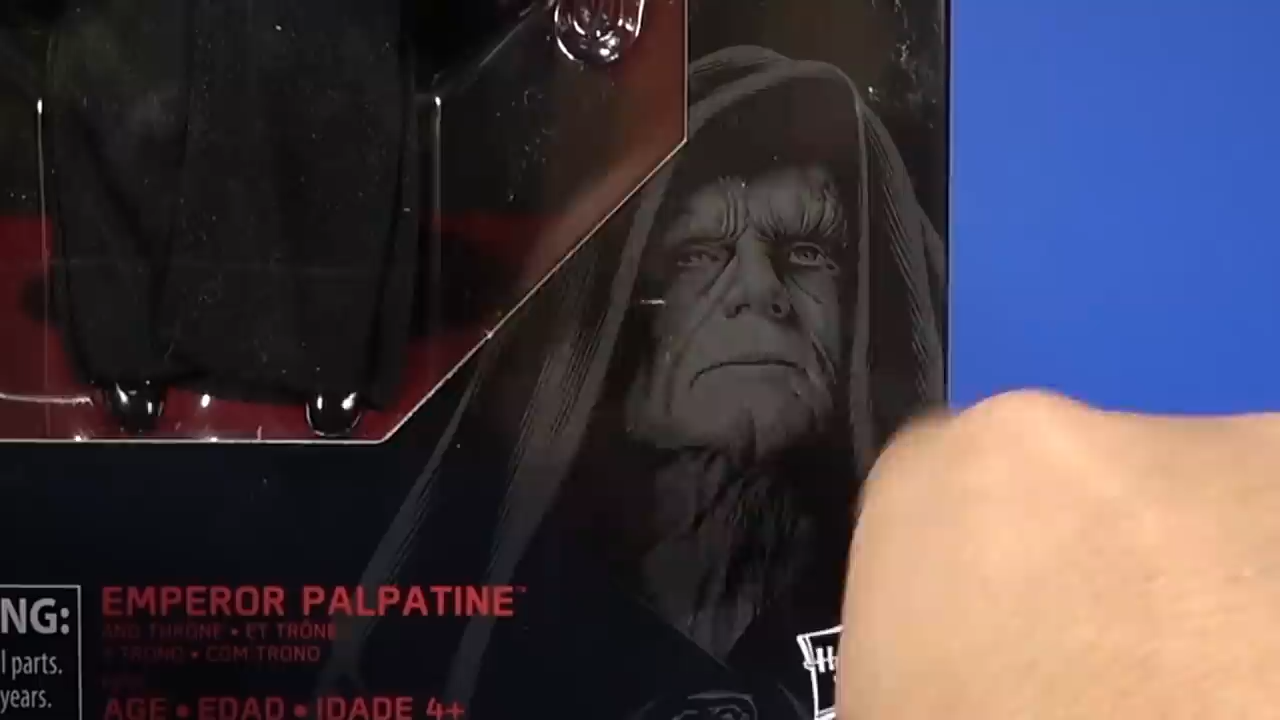 NG:
l parts.
years.
EMPEROR PALPATINE™
AND THRONE • ET TRÔNE
Y TRONO • COM TRONO
AGE • EDAD • IDADE 4+